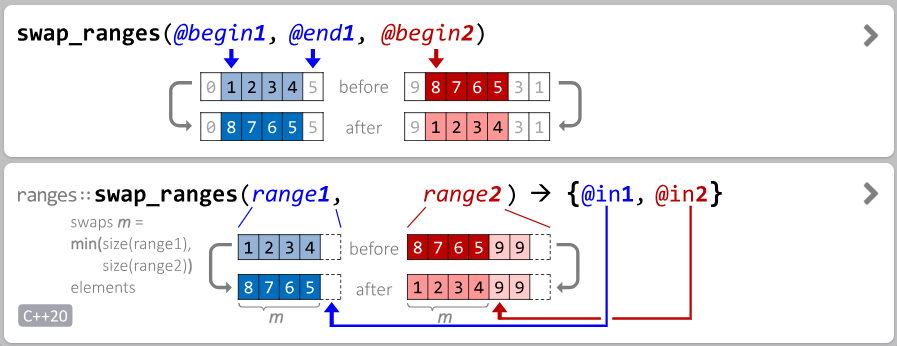 swap_ranges(@begin1, @end1, @begin2)
0 1 2 3 4 5 before 9 8 7 6 5 3 1
0 8 7 6 5 5 after 9 1 2 3 4 3 1
ranges::swap_ranges(range1, range2) → {@in1, @in2}
swaps m =
min(size(range1),
size(range2))
elements
1 2 3 4 before 8 7 6 5 9 9
8 7 6 5 after 1 2 3 4 9 9
m m
C++20